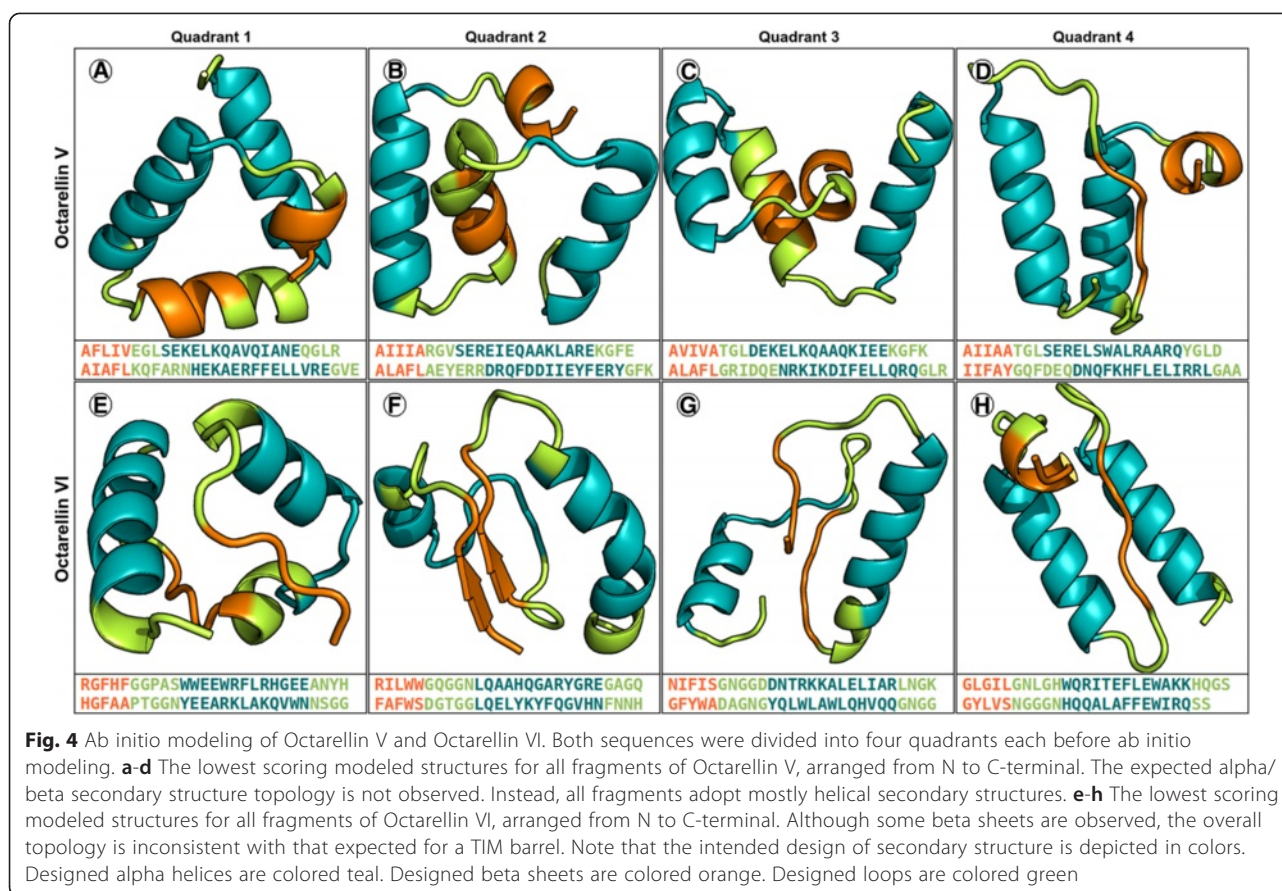 Quadrant 1 Quadrant 2 Quadrant 3 Quadrant 4
Octarellin V
A B C D
AFLIVEGLSEKELKQAVQIANEQGLR
AIAFLKQFARNHEKAERFFELLVREGVE
AIIIARGVSEREIEQAAKLAREKGFE
ALAFLAEYERRDRQFDDIIEYFERYGFK
AVIVATGLDEKELKQAAQKIEEKGFK
ALAFLGRIDQENRKIKDIFELLQRQGLR
AIIAATGLSERELSWALRAARQYGLD
IIFAYGQFDEQDNQFKHFLELIRRLGAA
Octarellin VI
E F G H
RGFHFGGPASWWEEWRFLRHGEEANYH
HGFAAPTGGNYEEARKLAKQVWNNSGG
RILWWGQGGNLQAAHQGARYGREGAGQ
FAFWSDGTGGLQELYKYFQGVHNFNNH
NIFISGNGGDDNTRKKALELIARLNGK
GFYWADAGNGYQLWLAWLQHVQQGNGG
GLGILGNLGHWQRITEFLEWAKKHQGS
GYLVSNGGGNHQQALAFFEWIRQSS
Fig. 4 Ab initio modeling of Octarellin V and Octarellin VI. Both sequences were divided into four quadrants each before ab initio
modeling. a-d The lowest scoring modeled structures for all fragments of Octarellin V, arranged from N to C-terminal. The expected alpha/
beta secondary structure topology is not observed. Instead, all fragments adopt mostly helical secondary structures. e-h The lowest scoring
modeled structures for all fragments of Octarellin VI, arranged from N to C-terminal. Although some beta sheets are observed, the overall
topology is inconsistent with that expected for a TIM barrel. Note that the intended design of secondary structure is depicted in colors.
Designed alpha helices are colored teal. Designed beta sheets are colored orange. Designed loops are colored green